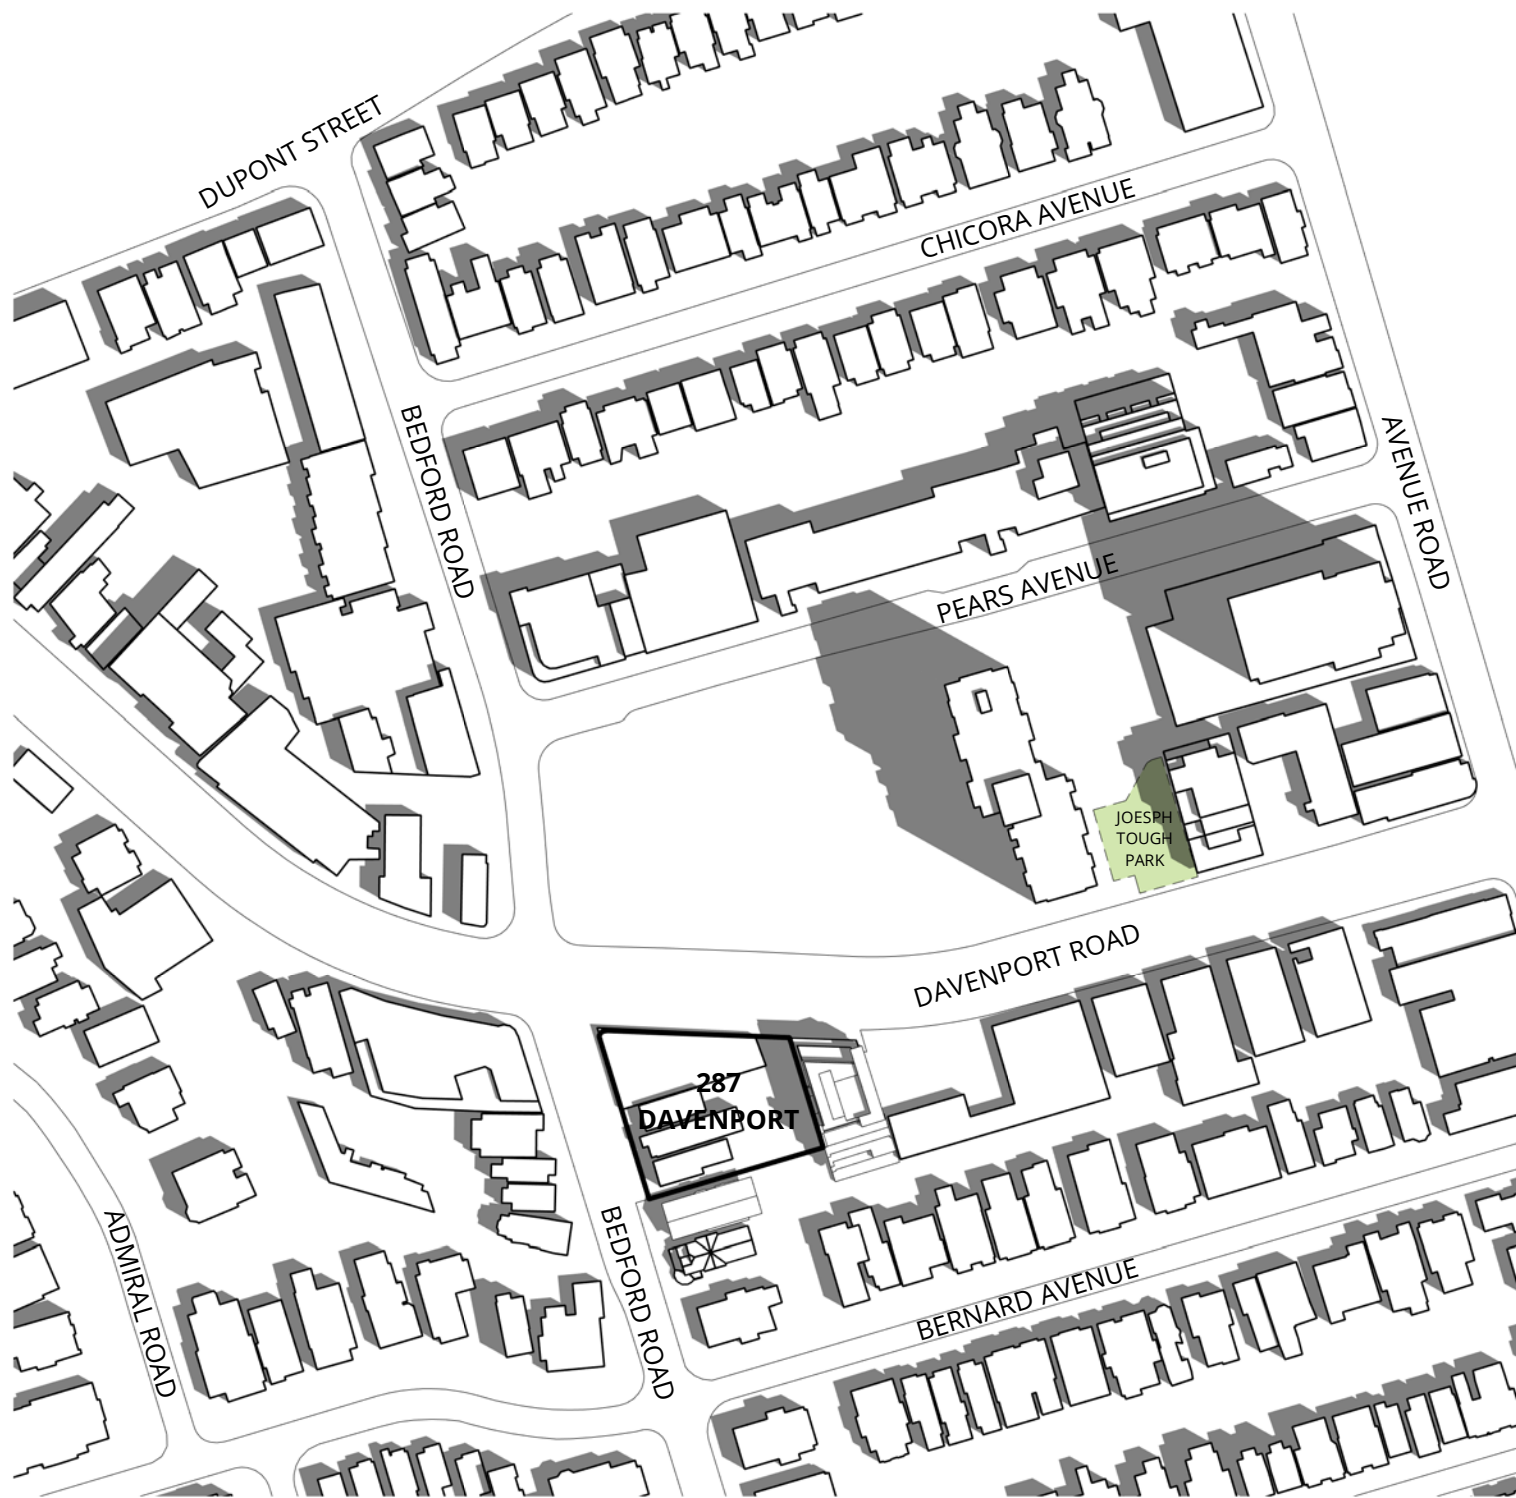 DUPONT STREET
CHICORA AVENUE
BEDFORD ROAD
AVENUE ROAD
PEARS AVENUE
JOESPH
TOUGH
PARK
DAVENPORT ROAD
287
DAVENPORT
ADMIRAL ROAD
BEDFORD ROAD
BERNARD AVENUE